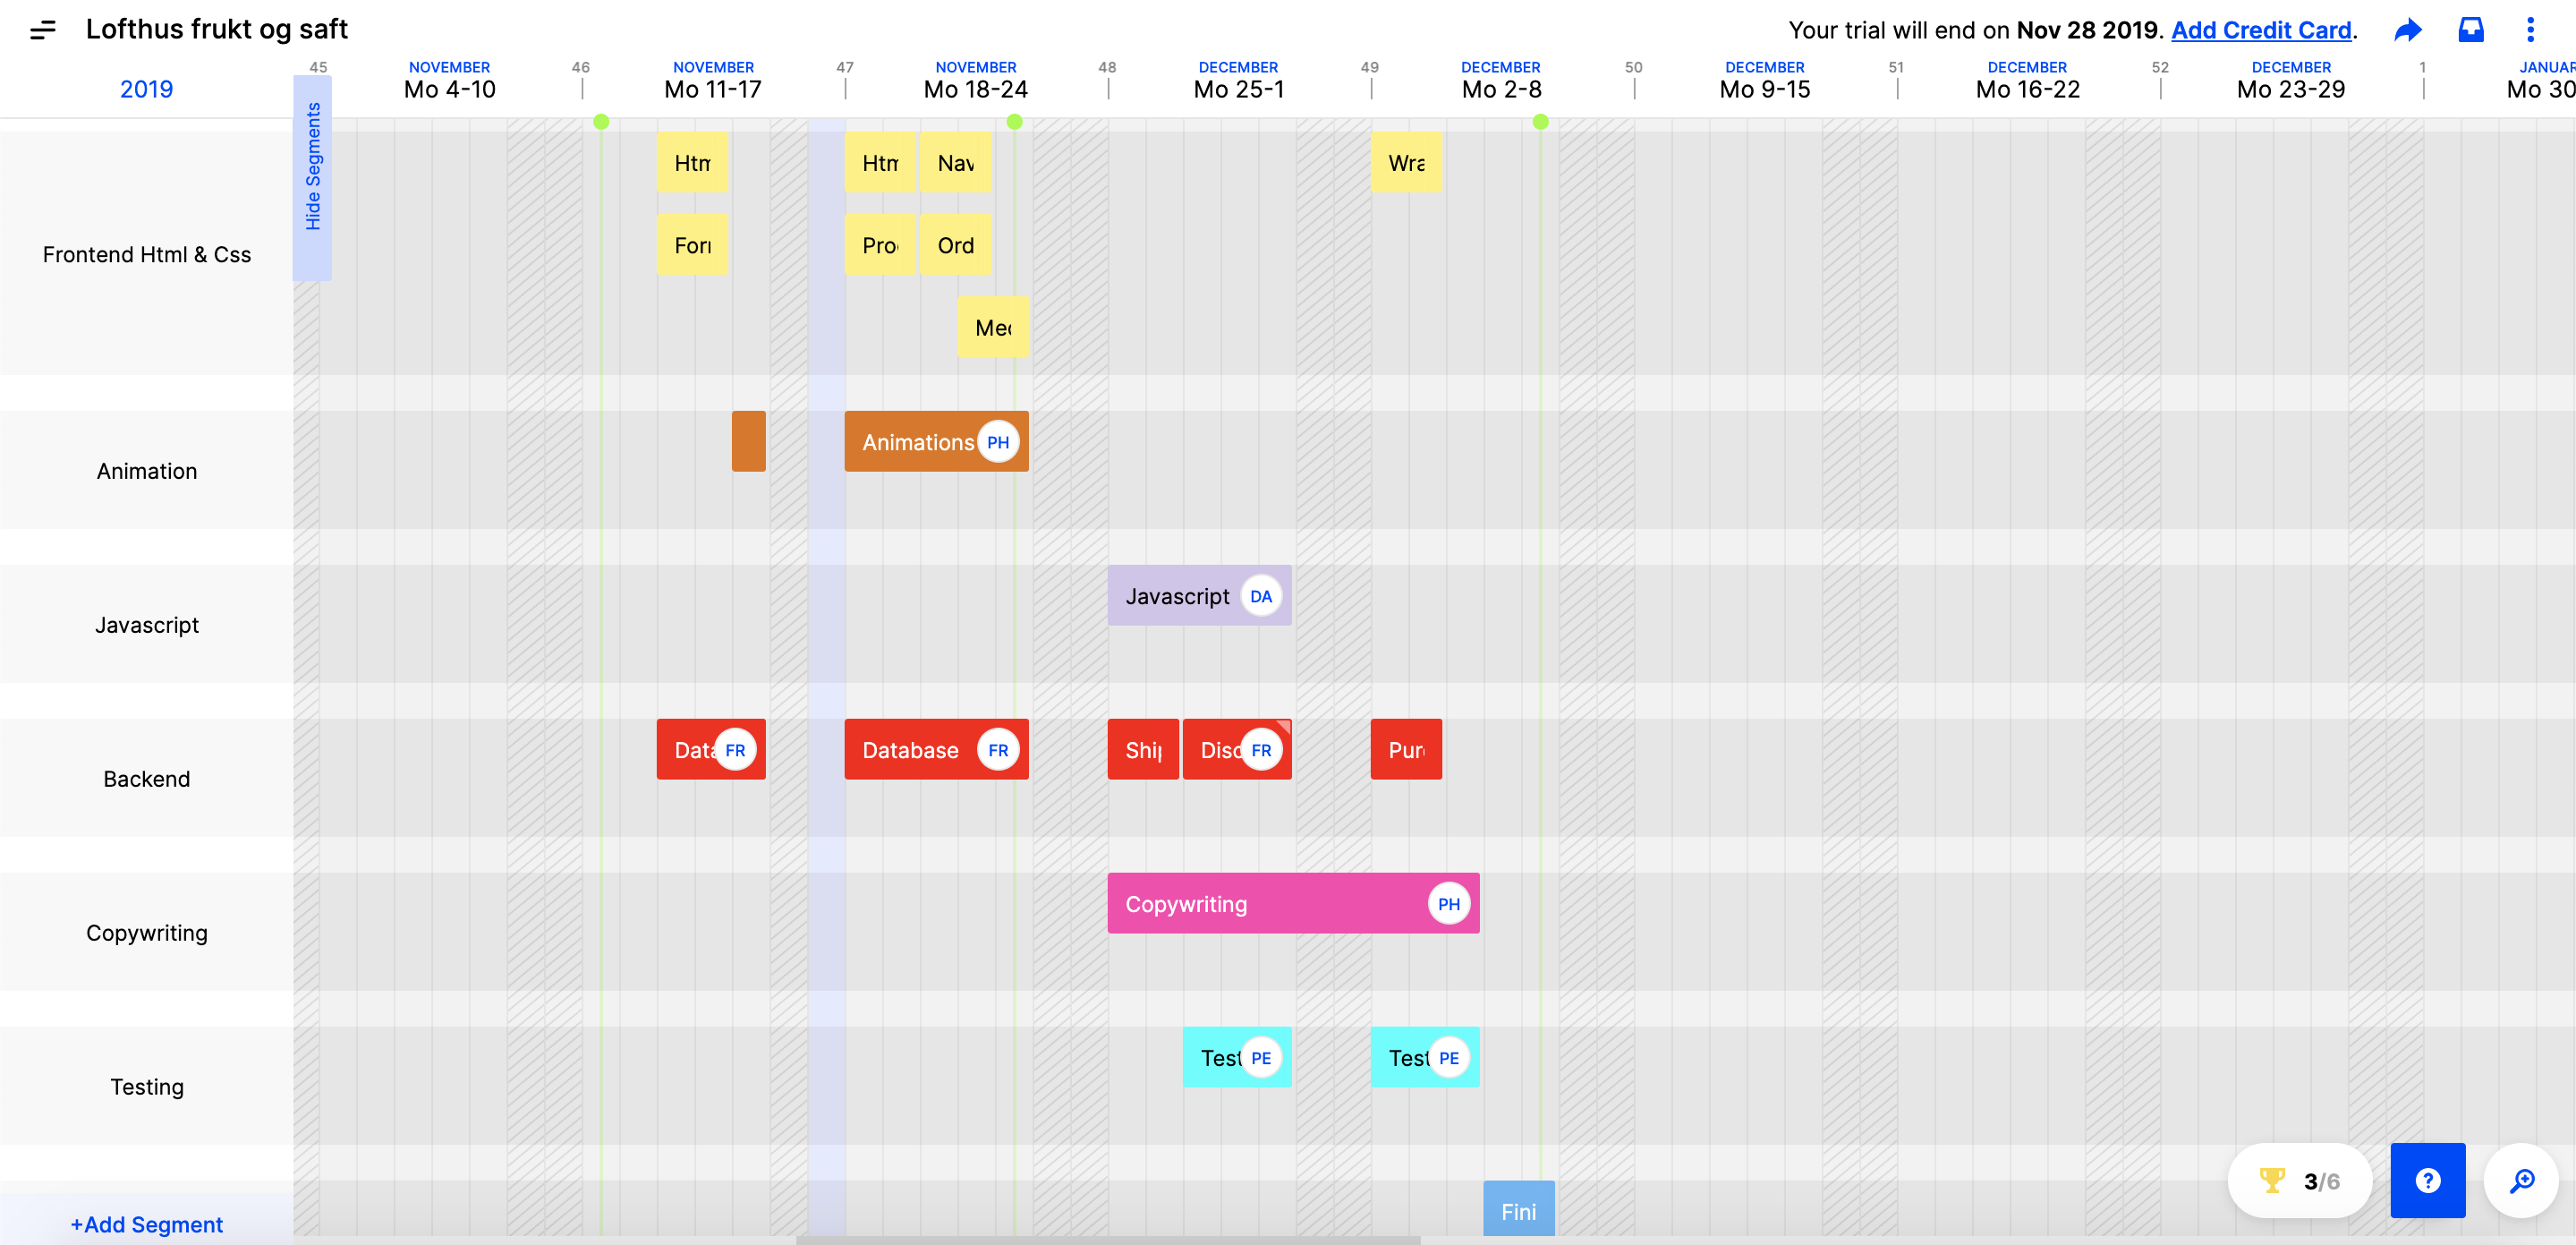 Lofthus frukt og saft
Your trial will end on Nov 28 2019. Add Credit Card.
2019
45 NOVEMBER 46 NOVEMBER 47 NOVEMBER 48 DECEMBER 49 DECEMBER 50 DECEMBER 51 DECEMBER 52 DECEMBER 1 JANUAR
Mo 4-10 Mo 11-17 Mo 18-24 Mo 25-1 Mo 2-8 Mo 9-15 Mo 16-22 Mo 23-29 Mo 30
Hide Segments
Htm Htm Nav Wra
Frontend Html & Css
For Pro Ord
Med
Animations PH
Animation
Javascript DA
Javascript
Data FR Database FR Ship Disc FR Pur
Backend
Copywriting PH
Copywriting
Test PE Test PE
Testing
3/6
?
Fini
+Add Segment